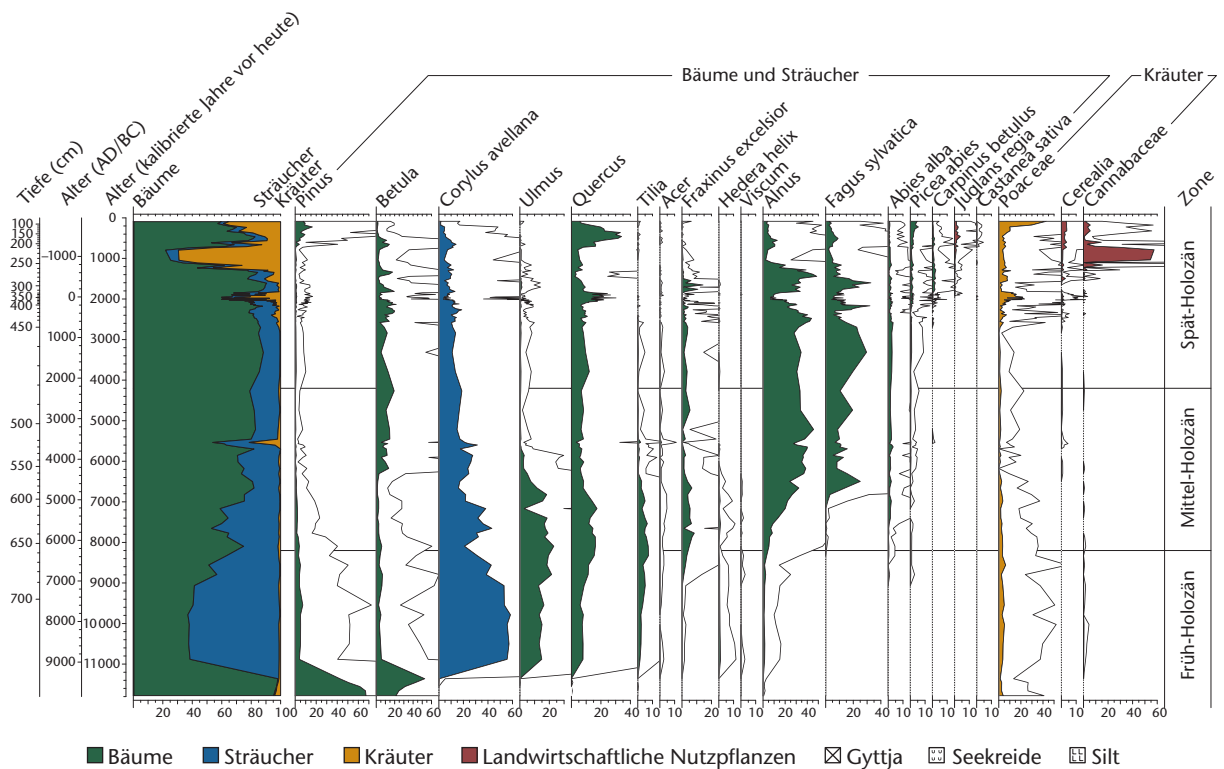 Bäume und Sträucher
Kräuter
Tiefe (cm)
Alter (AD/BC)
Alter (kalibrierte Jahre vor heute)
Bäume
Sträucher
Kräuter
Pinus
Betula
Corylus avellana
Ulmus
Quercus
Tilia
Acer
Fraxinus excelsior
Hedera helix
Viscum
Alnus
Fagus sylvatica
Abies alba
Picea abies
Carpinus betulus
Juglans regia
Castanea sativa
Poac eae
Cerealia
Cannabaceae
Zone
100
150
200
250
300
350
400
450
500
550
600
650
700
–1000
0
1000
2000
3000
4000
5000
6000
7000
8000
9000
0
1000
2000
3000
4000
5000
6000
7000
8000
9000
10000
11000
Spät-Holozän
Mittel-Holozän
Früh-Holozän
0 20 40 60 80 100 20 40 60 20 40 60 20 40 60 20 40 20 40 10 10 20 10 10 20 40 60 20 40 10 10 10 10 10 20 40 10 20 40 60
Bäume Sträucher Kräuter Landwirtschaftliche Nutzpflanzen Gyttja Seekreide Silt